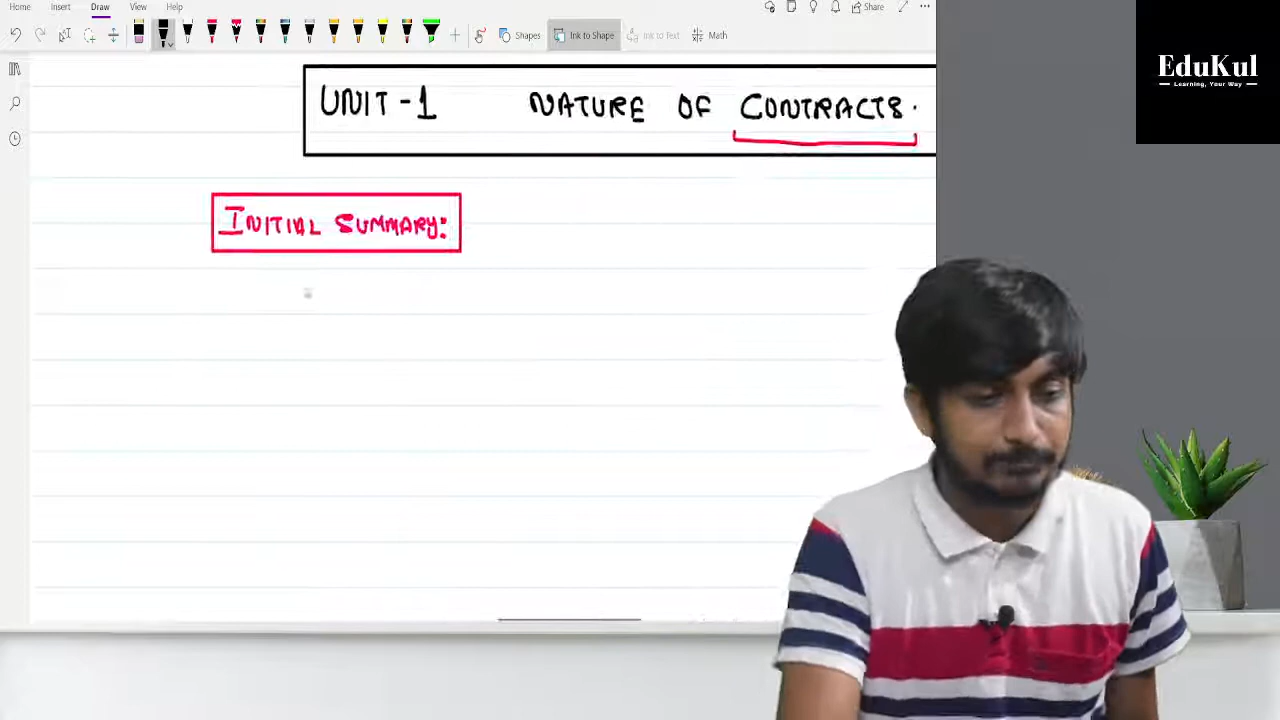 Home Insert Draw View Help Share
Shapes Ink to Shape Ink to Text Math
EduKul
Learning, Your Way
UNIT-1 NATURE OF CONTRACTS.
INITIAL SUMMARY: